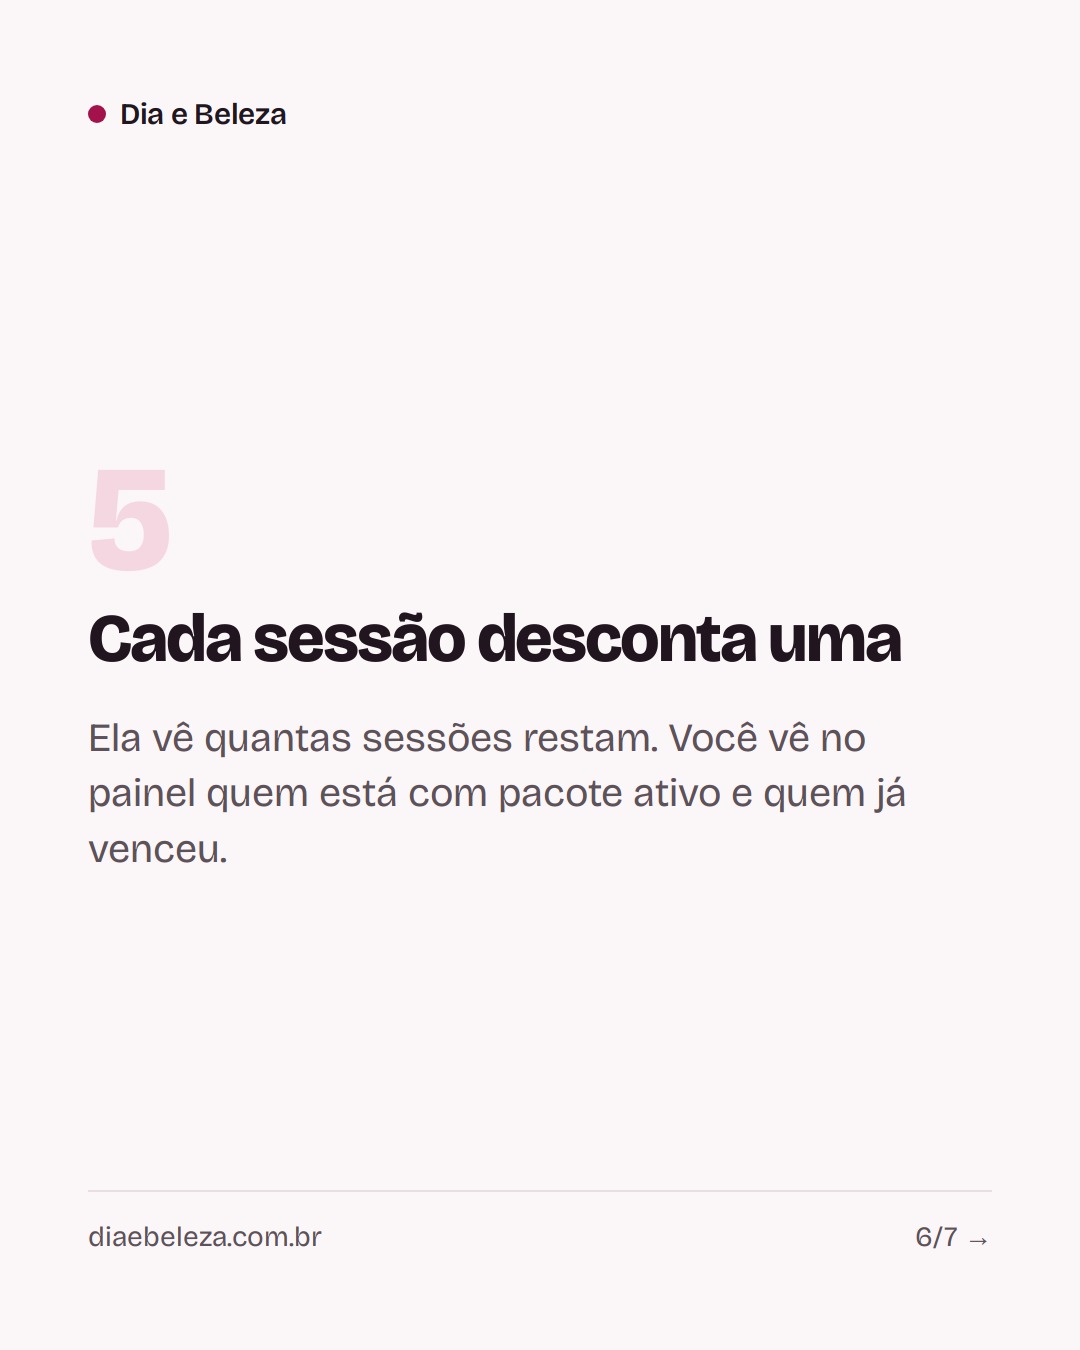 Dia e Beleza
5
Cada sessão desconta uma
Ela vê quantas sessões restam. Você vê no
painel quem está com pacote ativo e quem já
venceu.
diaebeleza.com.br
6/7 →